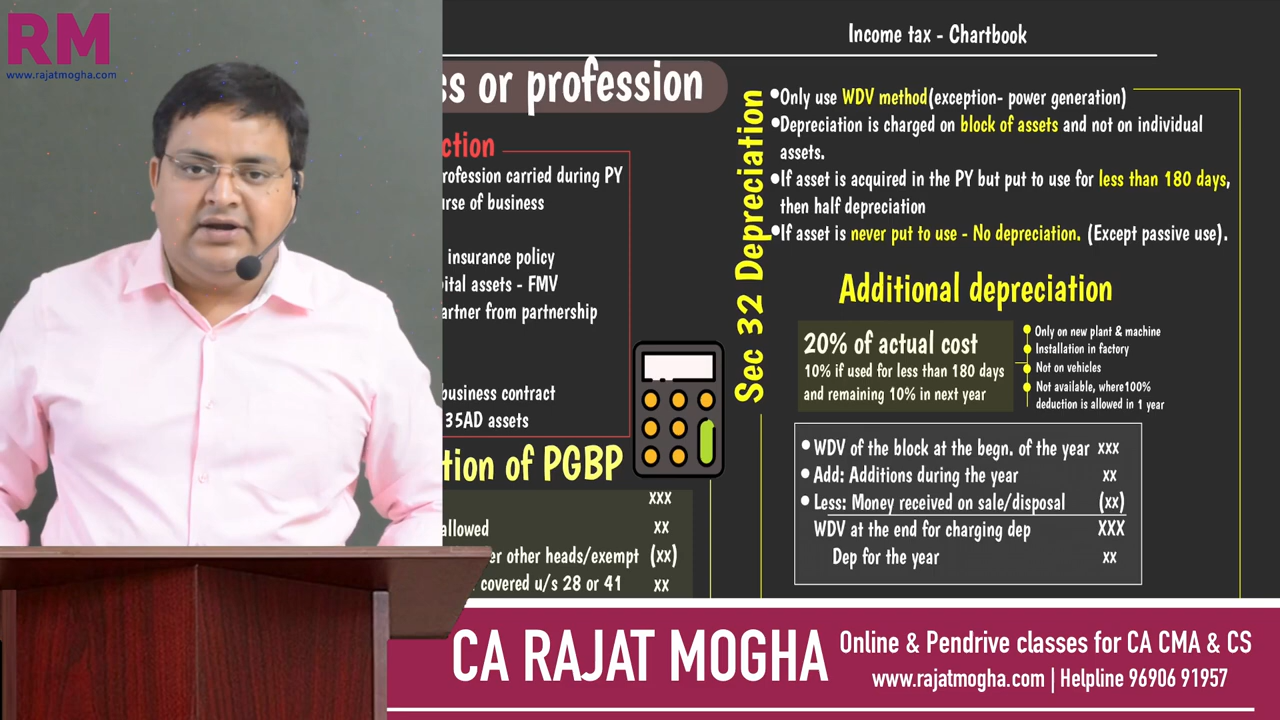 RM
www.rajatmogha.com
Income tax - Chartbook
ss or profession
ction
rofession carried during PY
urse of business
insurance policy
ital assets - FMV
artner from partnership
business contract
35AD assets
tion of PGBP
xxx
allowed xx
er other heads/exempt (xx)
covered u/s 28 or 41 xx
Sec 32 Depreciation
•Only use WDV method(exception- power generation)
•Depreciation is charged on block of assets and not on individual
assets.
•If asset is acquired in the PY but put to use for less than 180 days,
then half depreciation
•If asset is never put to use - No depreciation. (Except passive use).
Additional depreciation
20% of actual cost
10% if used for less than 180 days
and remaining 10% in next year
Only on new plant & machine
Installation in factory
Not on vehicles
Not available, where100%
deduction is allowed in 1 year
• WDV of the block at the begn. of the year xxx
• Add: Additions during the year xx
• Less: Money received on sale/disposal (xx)
WDV at the end for charging dep XXX
Dep for the year xx
CA RAJAT MOGHA
Online & Pendrive classes for CA CMA & CS
www.rajatmogha.com | Helpline 96906 91957